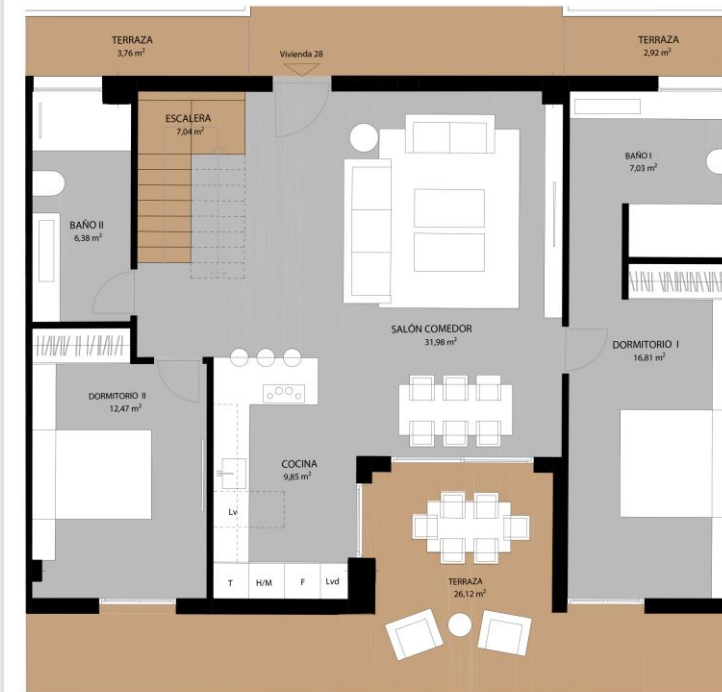 TERRAZA
3,76 m²
Vivienda 28
TERRAZA
2,92 m²
ESCALERA
7,04 m²
BAÑO I
7,03 m²
BAÑO II
6,38 m²
SALÓN COMEDOR
31,98 m²
DORMITORIO I
16,81 m²
DORMITORIO II
12,47 m²
COCINA
9,85 m²
Lv
T
H/M
F
Lvd
TERRAZA
26,12 m²